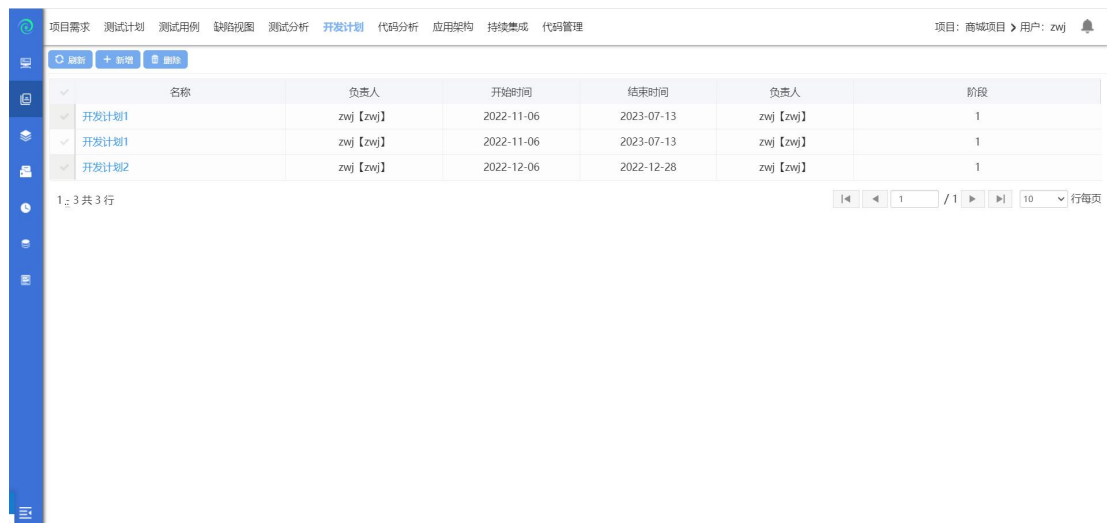 项目需求 测试计划 测试用例 缺陷视图 测试分析 开发计划 代码分析 应用架构 持续集成 代码管理 项目：商城项目 用户：zwj
刷新 新增 删除
名称 负责人 开始时间 结束时间 负责人 阶段
开发计划1 zwj【zwj】 2022-11-06 2023-07-13 zwj【zwj】 1
开发计划1 zwj【zwj】 2022-11-06 2023-07-13 zwj【zwj】 1
开发计划2 zwj【zwj】 2022-12-06 2022-12-28 zwj【zwj】 1
1 - 3 共 3 行 1 / 1 10 行每页